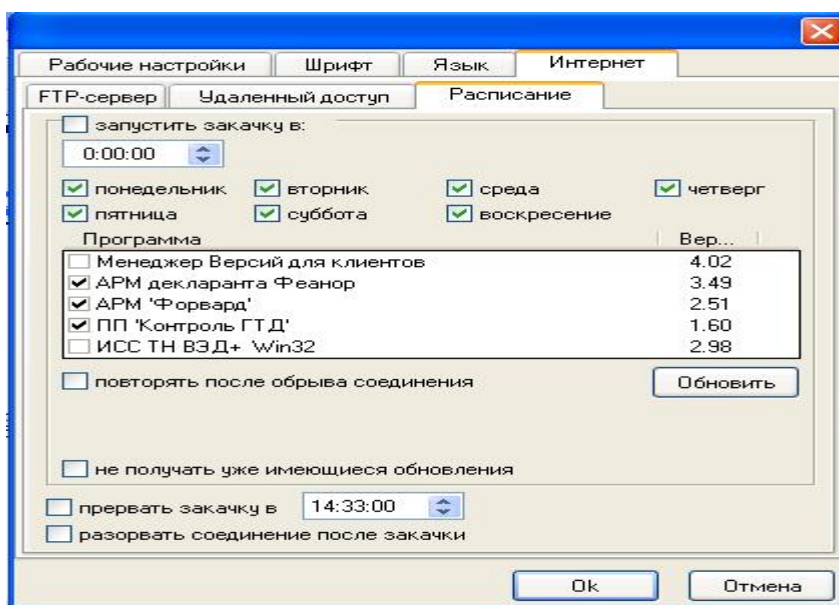 Рабочие настройки Шрифт Язык Интернет
FTP-сервер Удаленный доступ Расписание
запустить закачку в:
0:00:00
понедельник вторник среда четверг
пятница суббота воскресение
Программа Вер...
Менеджер Версий для клиентов 4.02
АРМ декларанта Феанор 3.49
АРМ 'Форвард' 2.51
ПП 'Контроль ГТД' 1.60
ИСС ТН ВЭД+ Win32 2.98
повторять после обрыва соединения Обновить
не получать уже имеющиеся обновления
прервать закачку в 14:33:00
разорвать соединение после закачки
Ok Отмена